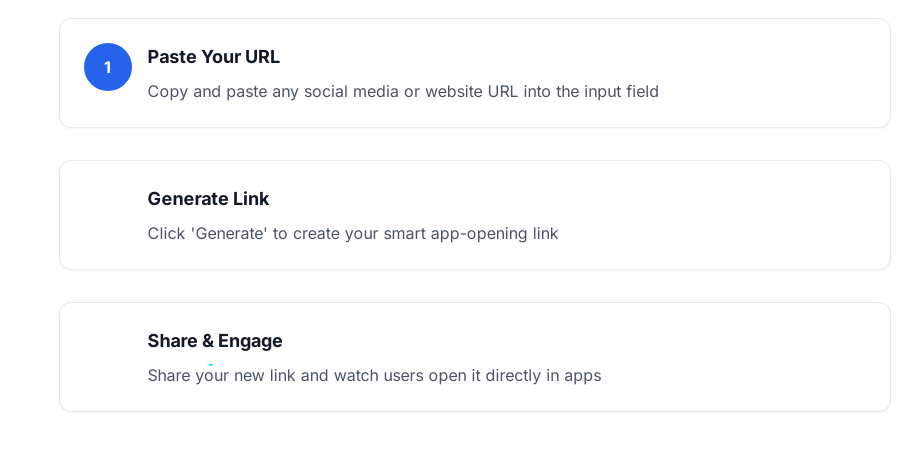 1
Paste Your URL
Copy and paste any social media or website URL into the input field
Generate Link
Click 'Generate' to create your smart app-opening link
Share & Engage
Share your new link and watch users open it directly in apps